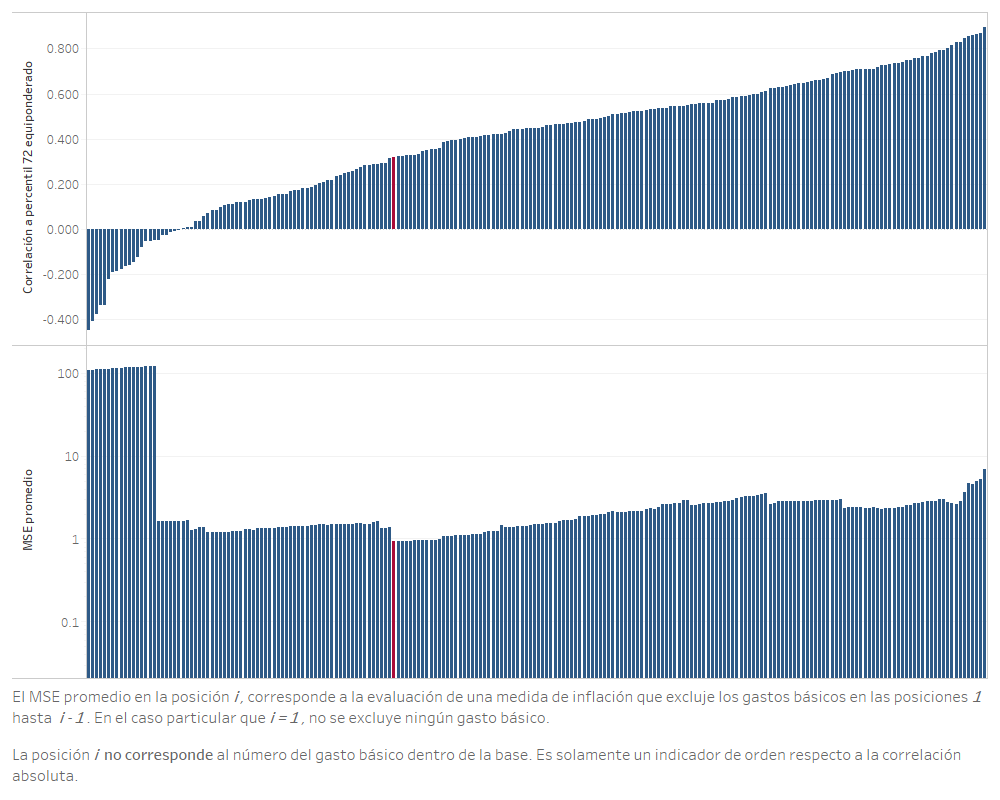 Correlación a percentil 72 equiponderado
0.800
0.600
0.400
0.200
0.000
-0.200
-0.400
MSE promedio
100
10
1
0.1
El MSE promedio en la posición i, corresponde a la evaluación de una medida de inflación que excluye los gastos básicos en las posiciones 1
hasta i - 1. En el caso particular que i = 1, no se excluye ningún gasto básico.
La posición i no corresponde al número del gasto básico dentro de la base. Es solamente un indicador de orden respecto a la correlación
absoluta.